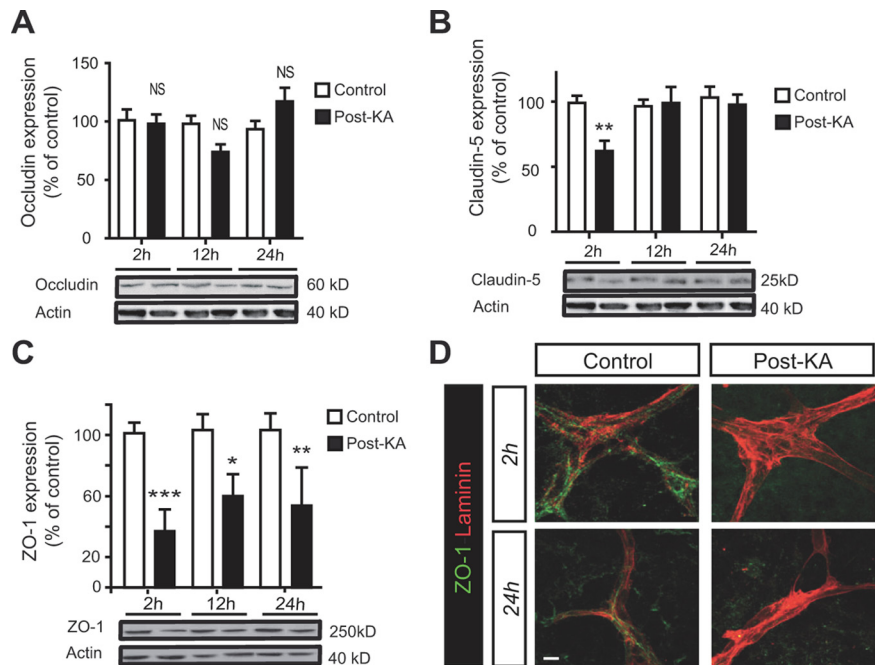 A
Occludin expression
(% of control)
150
100
50
0
NS
NS
NS
Control
Post-KA
2h
12h
24h
Occludin
60 kD
Actin
40 kD
B
Claudin-5 expression
(% of control)
100
50
0
**
Control
Post-KA
2h
12h
24h
Claudin-5
25kD
Actin
40 kD
C
ZO-1 expression
(% of control)
100
60
40
20
0
***
*
**
Control
Post-KA
2h
12h
24h
ZO-1
250kD
Actin
40 kD
D
Control
Post-KA
ZO-1 Laminin
2h
24h